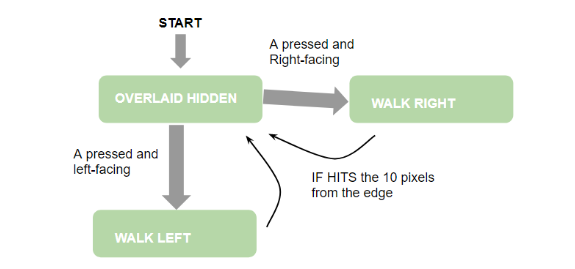 START
A pressed and
Right-facing
OVERLAID HIDDEN
WALK RIGHT
A pressed and
left-facing
IF HITS the 10 pixels
from the edge
WALK LEFT